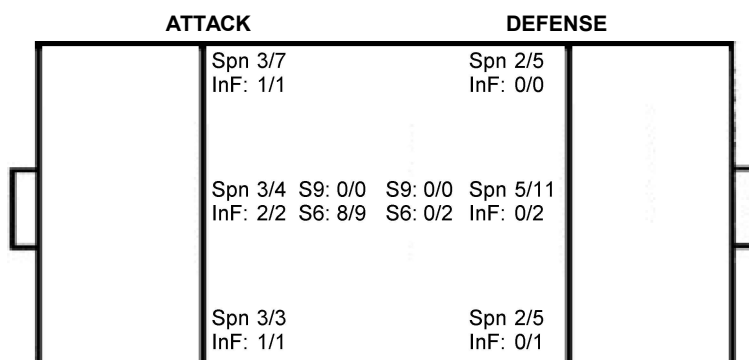 ATTACK DEFENSE
Spn 3/7 Spn 2/5
InF: 1/1 InF: 0/0
Spn 3/4 S9: 0/0 S9: 0/0 Spn 5/11
InF: 2/2 S6: 8/9 S6: 0/2 InF: 0/2
Spn 3/3 Spn 2/5
InF: 1/1 InF: 0/1